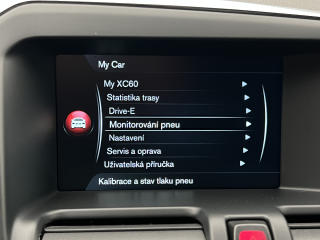 My Car
My XC60
Statistika trasy
Drive-E
Monitorování pneu
Nastavení
Servis a oprava
Uživatelská příručka
Kalibrace a stav tlaku pneu